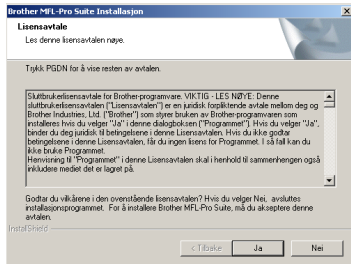 Brother MFL-Pro Suite Installasjon
Lisensavtale
Les denne lisensavtalen nøye.
Trykk PGDN for å vise resten av avtalen.
Sluttbrukerlisensavtale for Brother-programvare. VIKTIG - LES NØYE: Denne
sluttbrukerlisensavtalen ("Lisensavtalen") er en juridisk forpliktende avtale mellom deg og
Brother Industries, Ltd. ("Brother") som styrer bruken av Brother-programvaren som
installeres hvis du velger "Ja" i denne dialogboksen ("Programmet"). Hvis du velger "Ja",
binder du deg juridisk til betingelsene i denne Lisensavtalen. Hvis du ikke godtar
betingelsene i denne Lisensavtalen, får du ingen lisens for Programmet. I så fall kan du
ikke bruke Programmet.
Henvisning til "Programmet" i denne Lisensavtalen skal i henhold til sammenhengen også
inkludere mediet det er lagret på.
Godtar du vilkårene i den ovenstående lisensavtalen? Hvis du velger Nei, avsluttes
installasjonsprogrammet. For å installere Brother MFL-Pro Suite, må du akseptere denne
avtalen.
InstallShield
< Tilbake
Ja
Nei